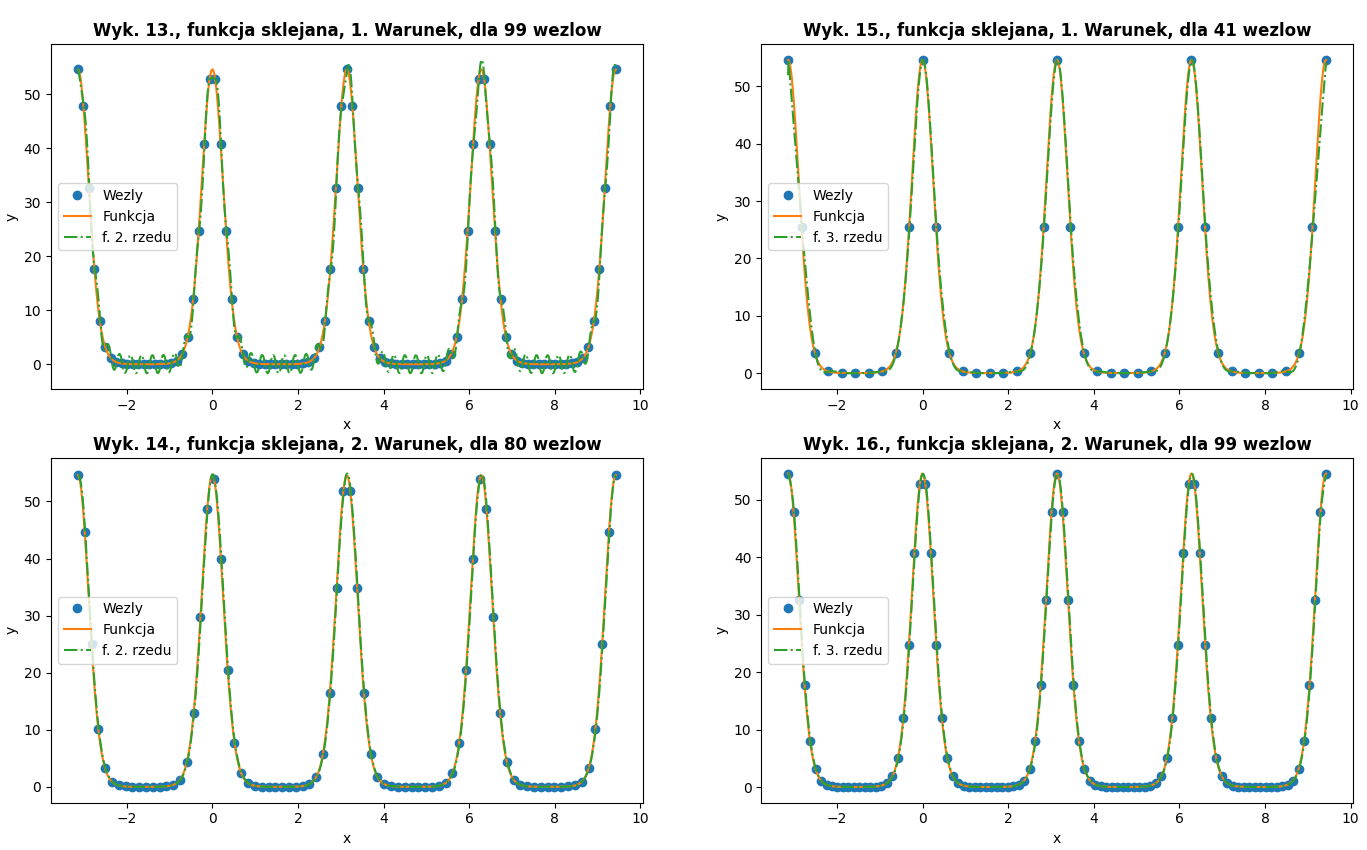 Wyk. 13., funkcja sklejana, 1. Warunek, dla 99 wezlow
y
50
40
30
20
10
0
Wezly
Funkcja
f. 2. rzedu
−2
0
2
4
6
8
10
x
Wyk. 15., funkcja sklejana, 1. Warunek, dla 41 wezlow
y
50
40
30
20
10
0
Wezly
Funkcja
f. 3. rzedu
−2
0
2
4
6
8
10
x
Wyk. 14., funkcja sklejana, 2. Warunek, dla 80 wezlow
y
50
40
30
20
10
0
Wezly
Funkcja
f. 2. rzedu
−2
0
2
4
6
8
10
x
Wyk. 16., funkcja sklejana, 2. Warunek, dla 99 wezlow
y
50
40
30
20
10
0
Wezly
Funkcja
f. 3. rzedu
−2
0
2
4
6
8
10
x